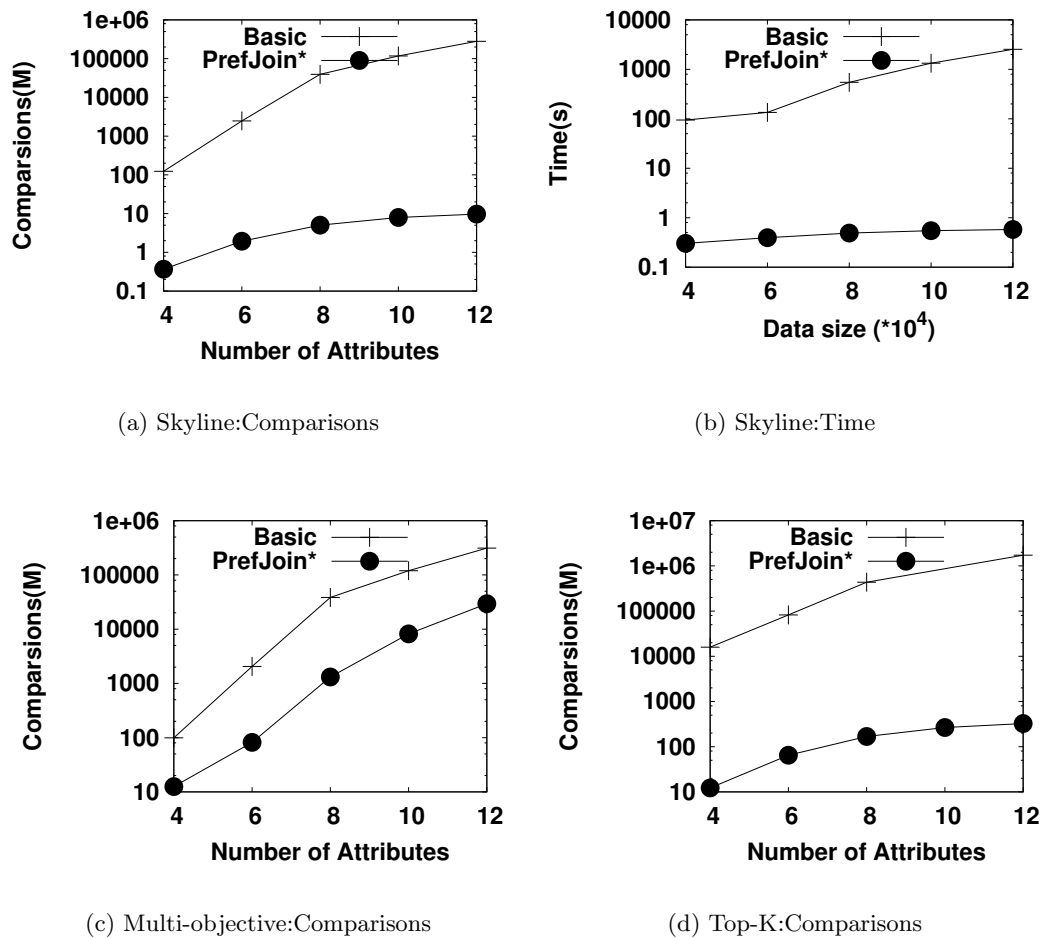 1e+06
100000
10000
1000
100
10
1
0.1
Comparsions(M)
Basic
PrefJoin*
4 6 8 10 12
Number of Attributes
(a) Skyline:Comparisons
10000
1000
100
10
1
0.1
Time(s)
Basic
PrefJoin*
4 6 8 10 12
Data size (*10^4)
(b) Skyline:Time
1e+06
100000
10000
1000
100
10
Comparsions(M)
Basic
PrefJoin*
4 6 8 10 12
Number of Attributes
(c) Multi-objective:Comparisons
1e+07
1e+06
100000
10000
1000
100
10
Comparsions(M)
Basic
PrefJoin*
4 6 8 10 12
Number of Attributes
(d) Top-K:Comparisons